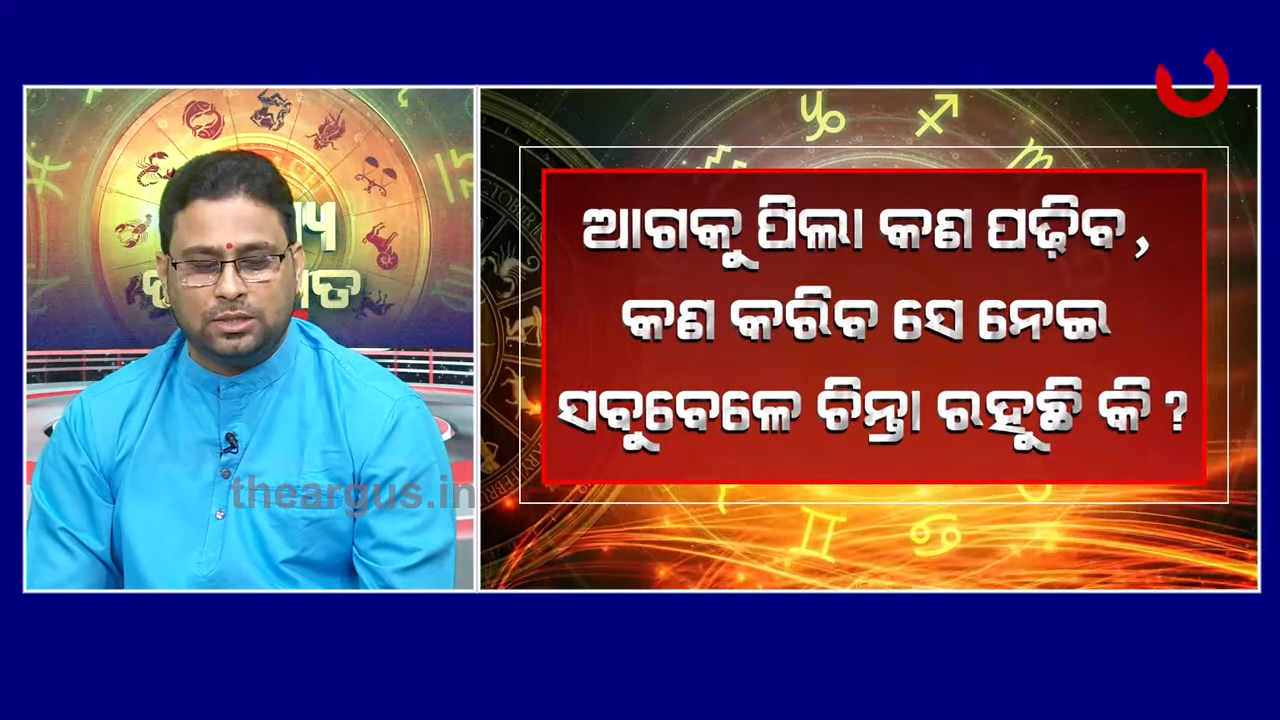 ଆଗକୁ ପିଲା କଣ ପଢ଼ିବ,
କଣ କରିବ ସେ ନେଇ
ସବୁବେଳେ ଚିନ୍ତା ରହୁଛି କି ?
theargus.in